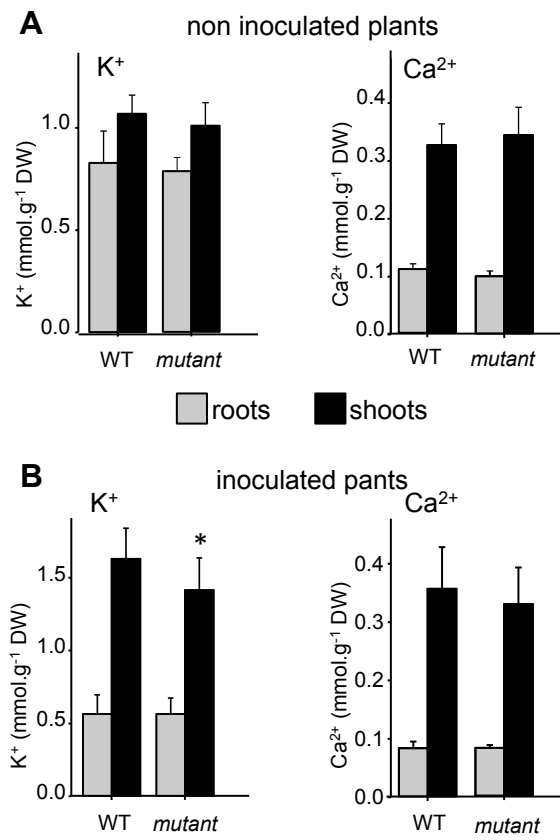 A
non inoculated plants
K⁺
Ca²⁺
K⁺ (mmol.g⁻¹ DW)
1.0
0.5
0.0
WT mutant
Ca²⁺ (mmol.g⁻¹ DW)
0.4
0.3
0.2
0.1
0.0
WT mutant
roots shoots
B
inoculated pants
K⁺
Ca²⁺
K⁺ (mmol.g⁻¹ DW)
1.5
1.0
0.5
0.0
*
WT mutant
Ca²⁺ (mmol.g⁻¹ DW)
0.4
0.3
0.2
0.1
0.0
WT mutant